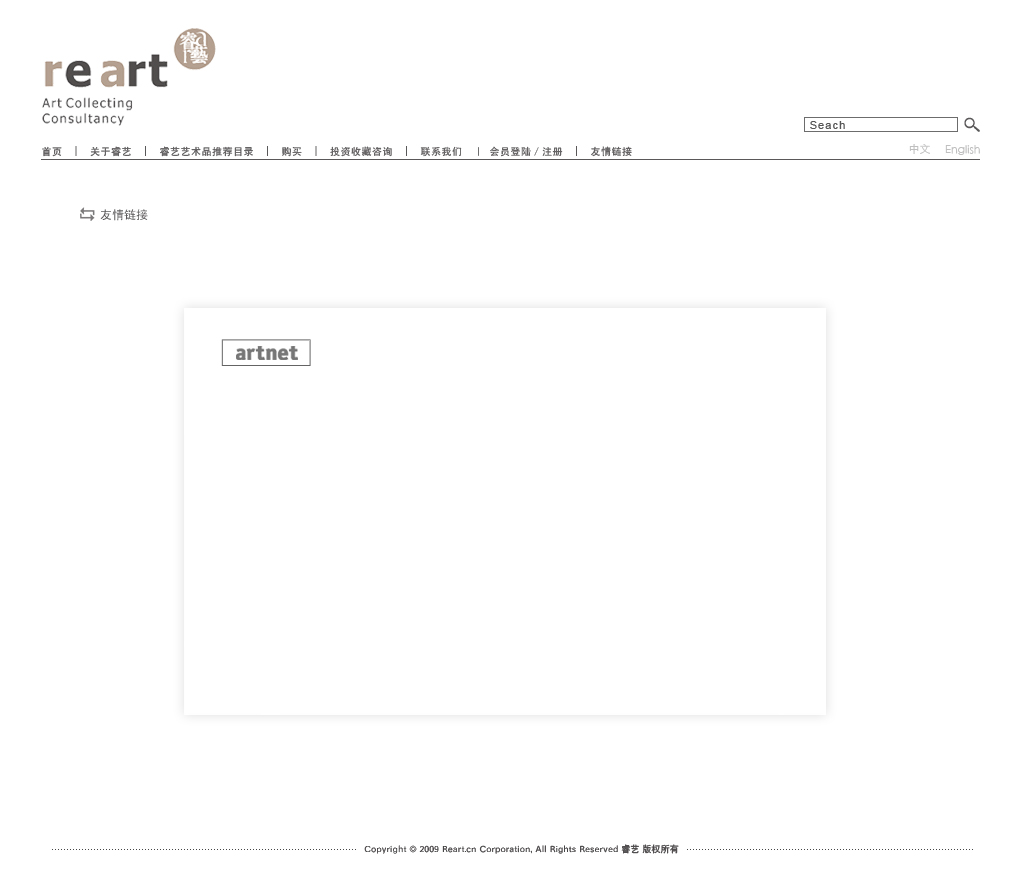 re art
睿藝
Art Collecting
Consultancy
Seach
首页 | 关于睿艺 | 睿艺艺术品推荐目录 | 购买 | 投资收藏咨询 | 联系我们 | 会员登陆 / 注册 | 友情链接
中文 English
友情链接
artnet
Copyright © 2009 Reart.cn Corporation, All Rights Reserved 睿艺 版权所有